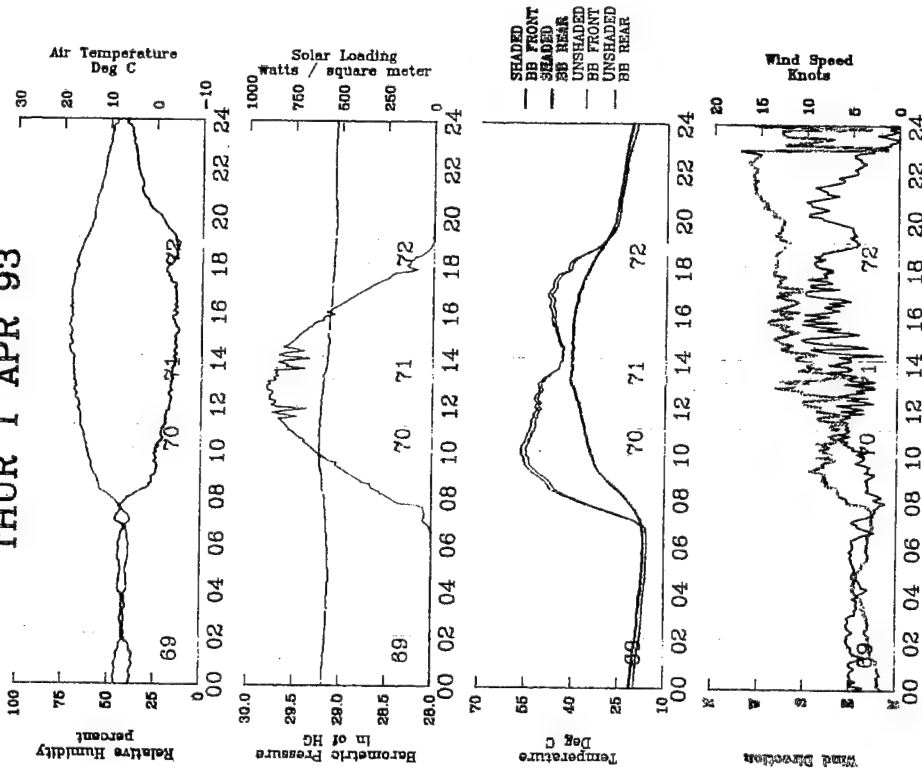 THUR 1 APR 93
Air Temperature
Deg C
30
20
10
0
-10
100
75
50
25
0
Relative Humidity
percent
69
70
71
72
00 02 04 06 08 10 12 14 16 18 20 22 24
Solar Loading
watts / square meter
1000
750
500
250
0
30.0
29.5
29.0
28.5
28.0
Barometric Pressure
in of HG
69
70
71
72
00 02 04 06 08 10 12 14 16 18 20 22 24
SHADED
BB FRONT
SHADED
BB REAR
UNSHADED
BB FRONT
UNSHADED
BB REAR
70
55
40
25
10
Temperature
Deg C
69
70
71
72
00 02 04 06 08 10 12 14 16 18 20 22 24
Wind Speed
Knots
20
15
10
5
0
N
E
N
Wind Direction
69
70
71
72
00 02 04 06 08 10 12 14 16 18 20 22 24